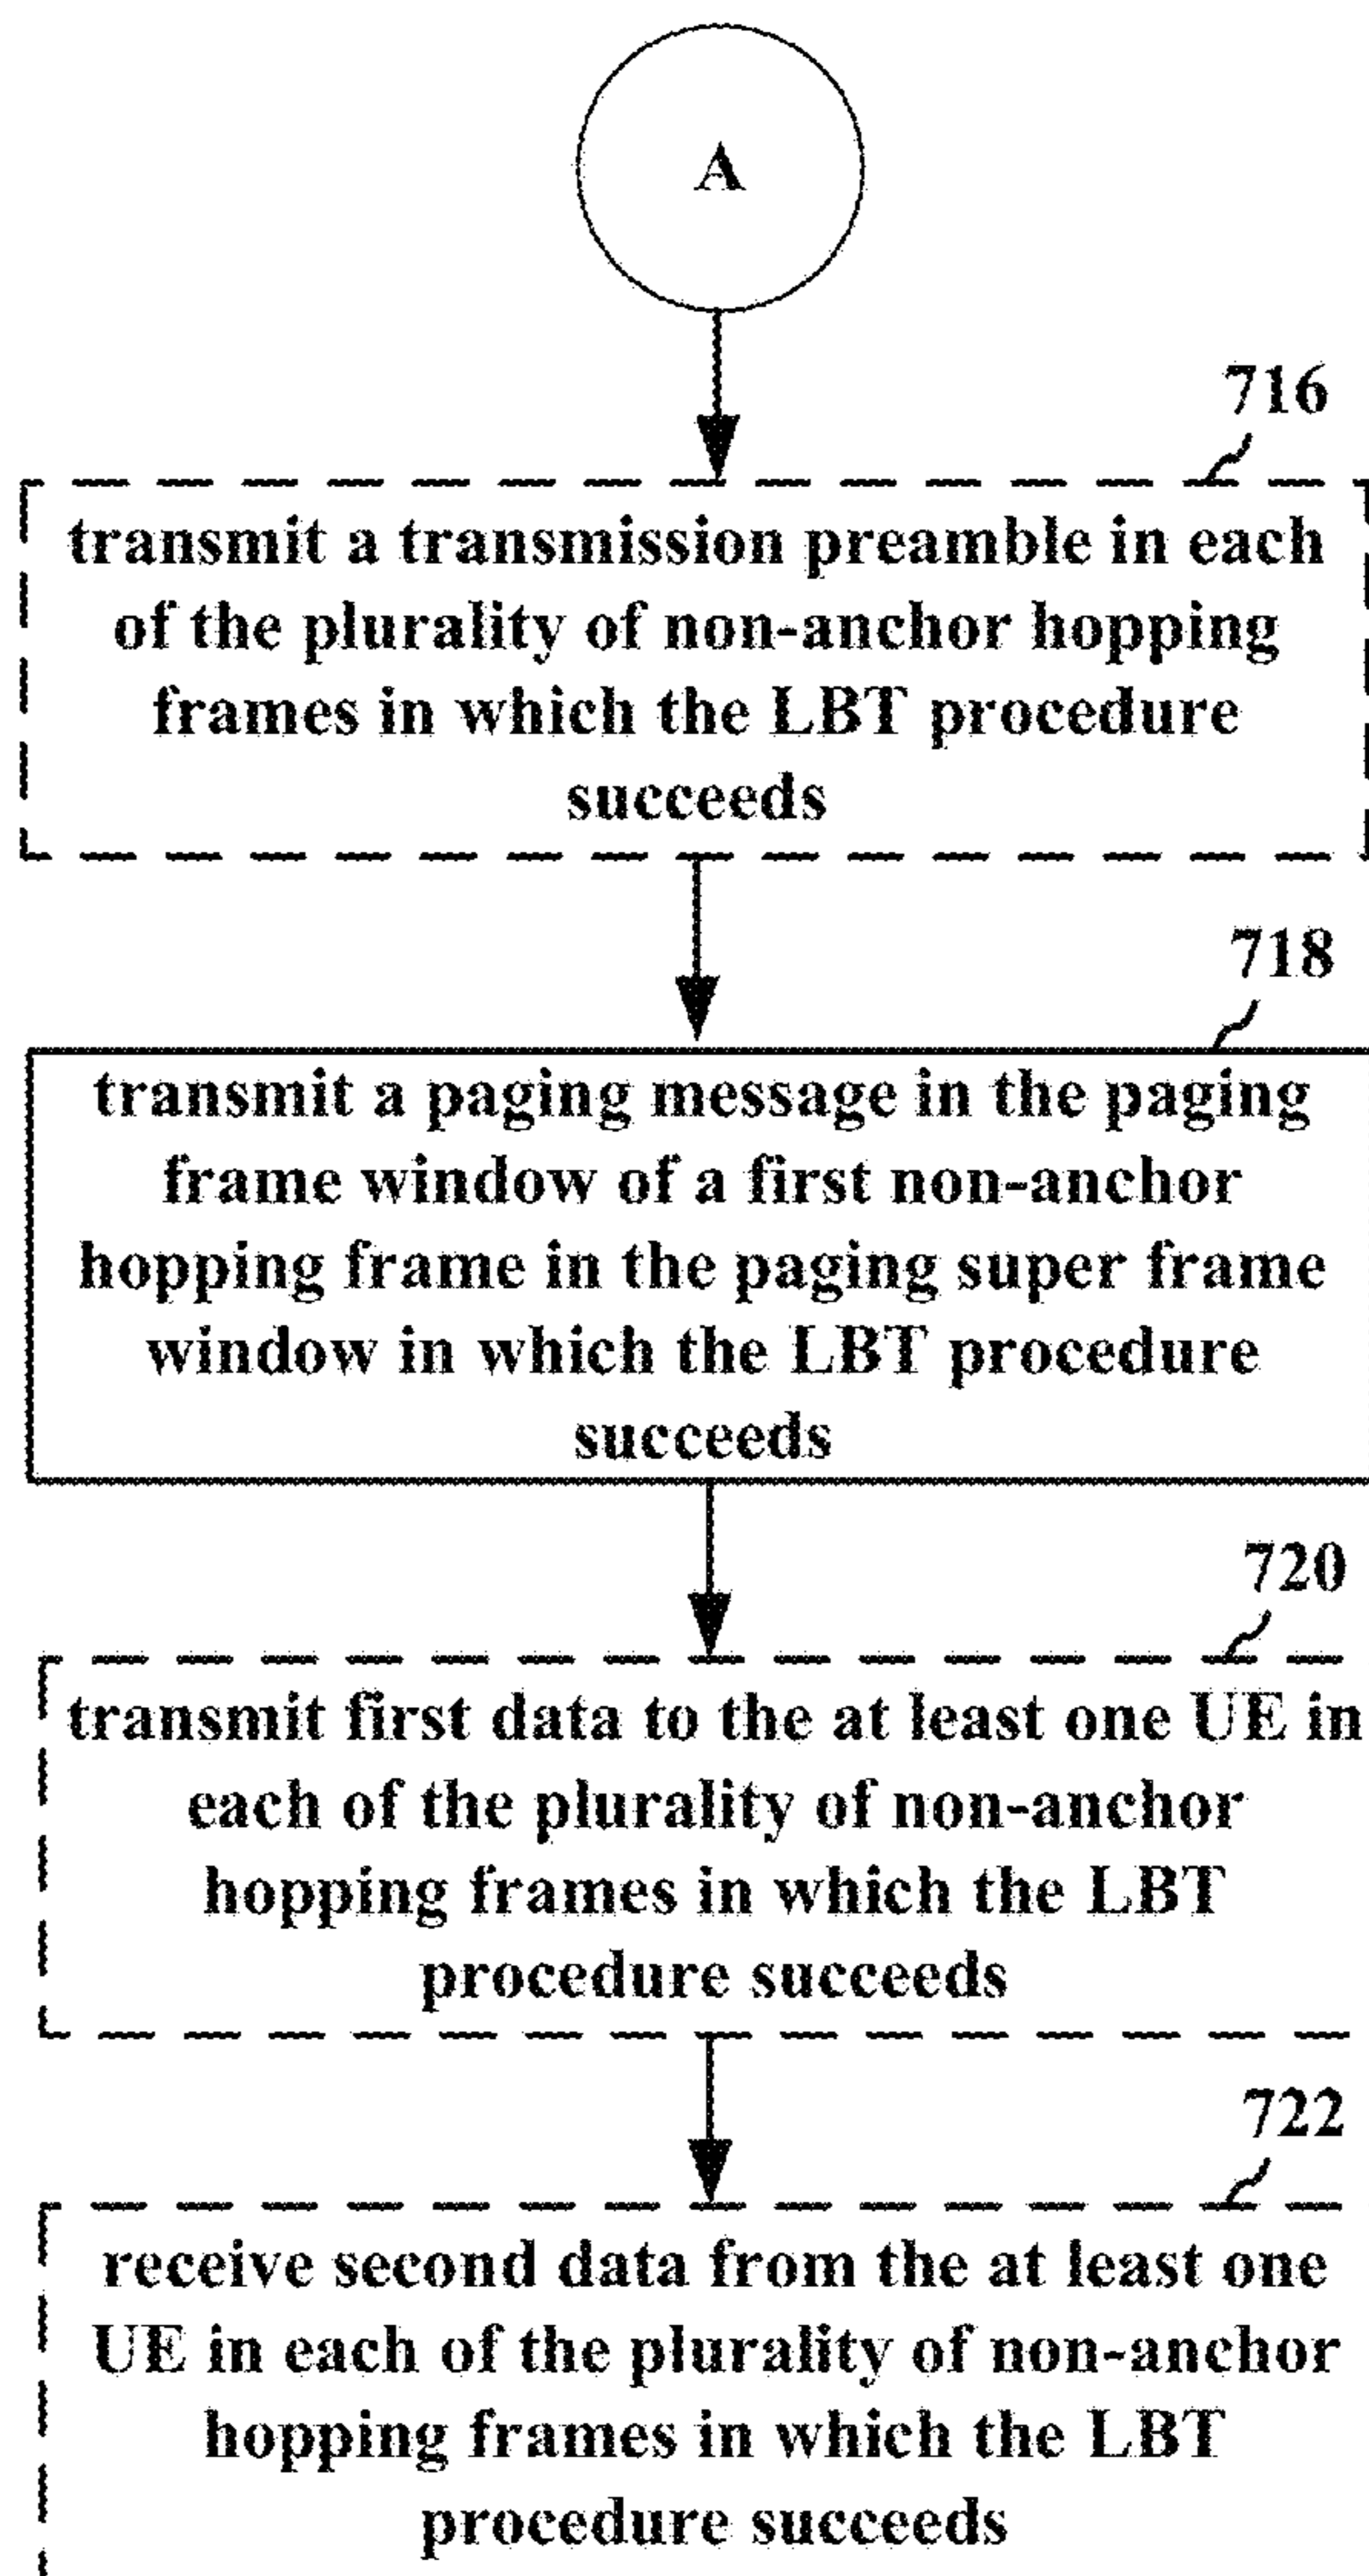 A
716
transmit a transmission preamble in each
of the plurality of non-anchor hopping
frames in which the LBT procedure
succeeds
718
transmit a paging message in the paging
frame window of a first non-anchor
hopping frame in the paging super frame
window in which the LBT procedure
succeeds
720
transmit first data to the at least one UE in
each of the plurality of non-anchor
hopping frames in which the LBT
procedure succeeds
722
receive second data from the at least one
UE in each of the plurality of non-anchor
hopping frames in which the LBT
procedure succeeds